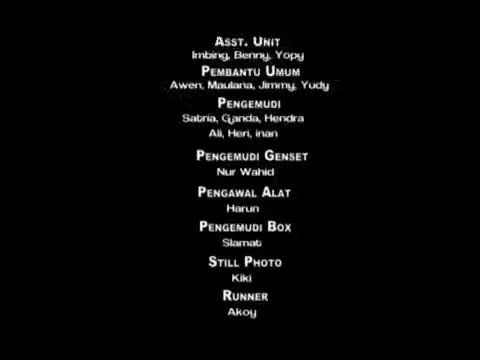 Asst. Unit
Imbing, Benny, Yopy
Pembantu Umum
Awen, Maulana, Jimmy, Yudy
Pengemudi
Satria, Ganda, Hendra
Ali, Heri, inan
Pengemudi Genset
Nur Wahid
Pengawal Alat
Harun
Pengemudi Box
Slamat
Still Photo
Kiki
Runner
Akoy